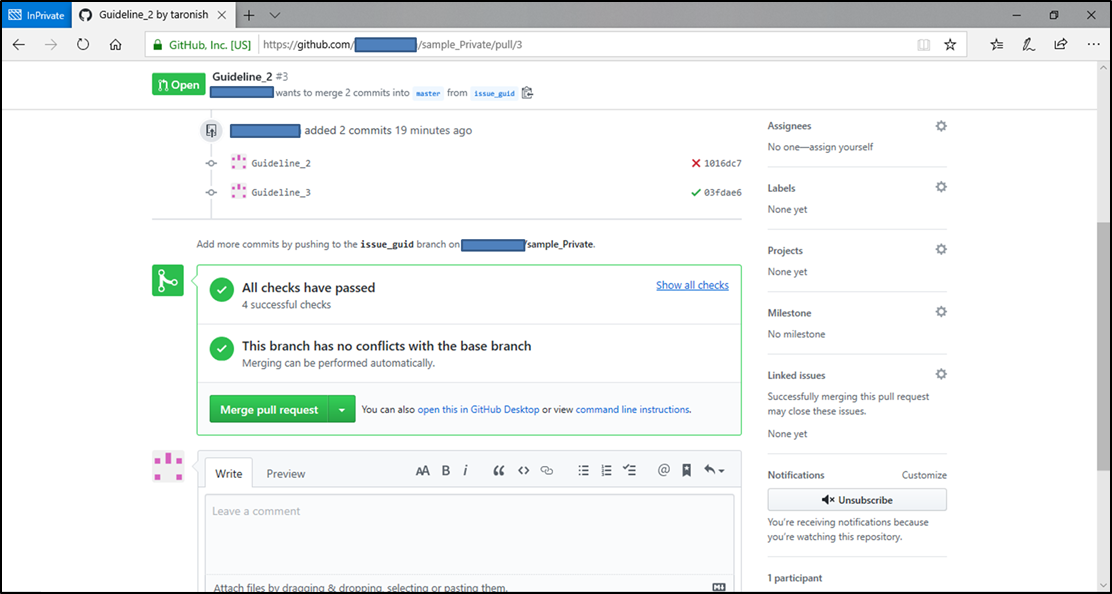 InPrivate
Guideline_2 by taronish
GitHub, Inc. [US]
https://github.com/
/sample_Private/pull/3
Open
Guideline_2 #3
wants to merge 2 commits into master from issue_guid
added 2 commits 19 minutes ago
Guideline_2
1016dc7
Guideline_3
03fdae6
Add more commits by pushing to the issue_guid branch on /sample_Private.
All checks have passed
Show all checks
4 successful checks
This branch has no conflicts with the base branch
Merging can be performed automatically.
Merge pull request
You can also open this in GitHub Desktop or view command line instructions.
Write
Preview
AA B i
Leave a comment
Attach files by dragging & dropping, selecting or pasting them.
Assignees
No one—assign yourself
Labels
None yet
Projects
None yet
Milestone
No milestone
Linked issues
Successfully merging this pull request
may close these issues.
None yet
Notifications
Customize
Unsubscribe
You're receiving notifications because
you're watching this repository.
1 participant